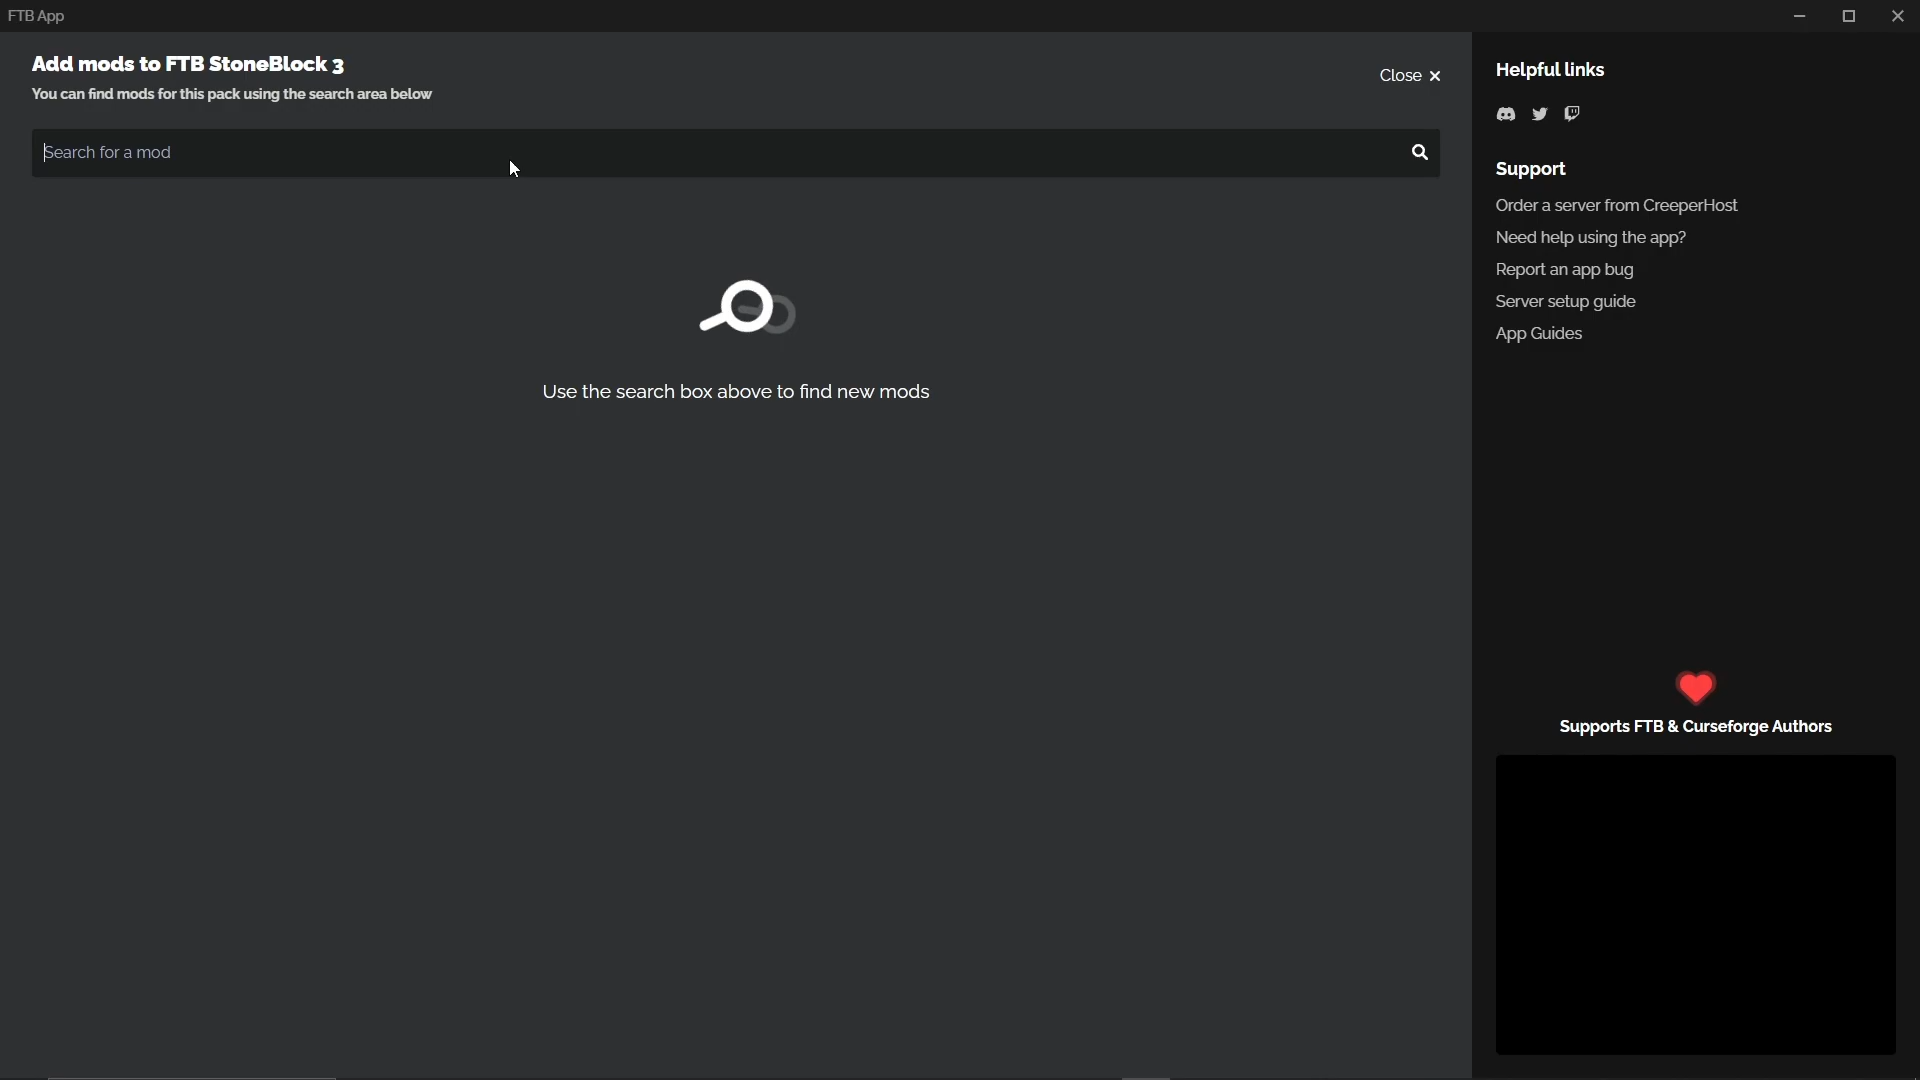 FTB App
Add mods to FTB StoneBlock 3
You can find mods for this pack using the search area below
Close
Search for a mod
Use the search box above to find new mods
Helpful links
Support
Order a server from CreeperHost
Need help using the app?
Report an app bug
Server setup guide
App Guides
Supports FTB & Curseforge Authors